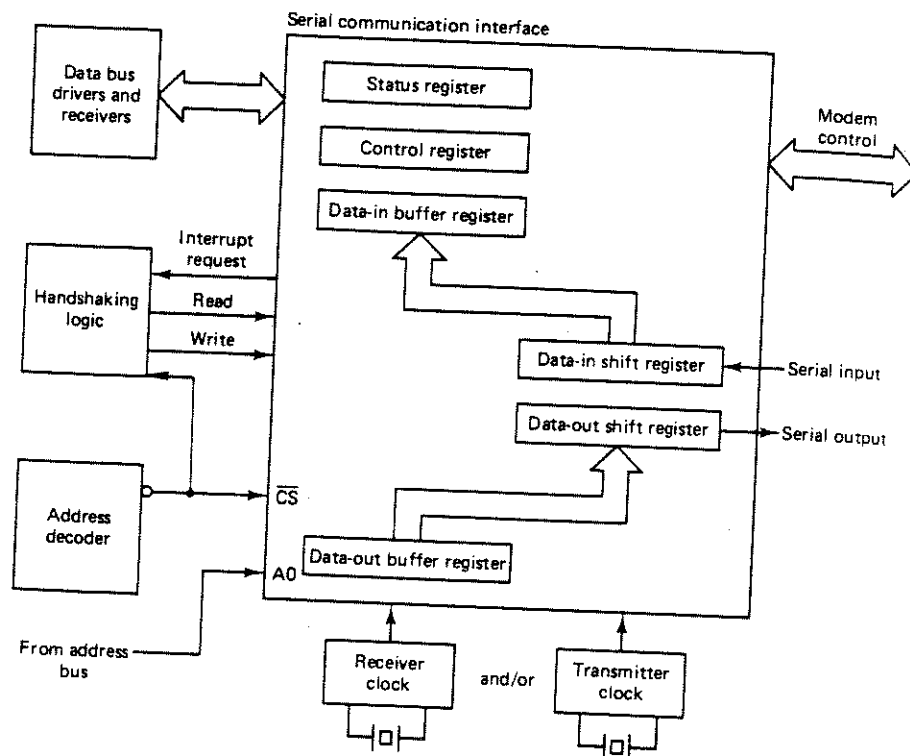 Serial communication interface
Data bus
drivers and
receivers
Status register
Modem
control
Control register
Data-in buffer register
Interrupt
request
Handshaking
logic
Read
Write
Data-in shift register
Serial input
Data-out shift register
Serial output
Address
decoder
CS
Data-out buffer register
A0
From address
bus
Receiver
clock
and/or
Transmitter
clock